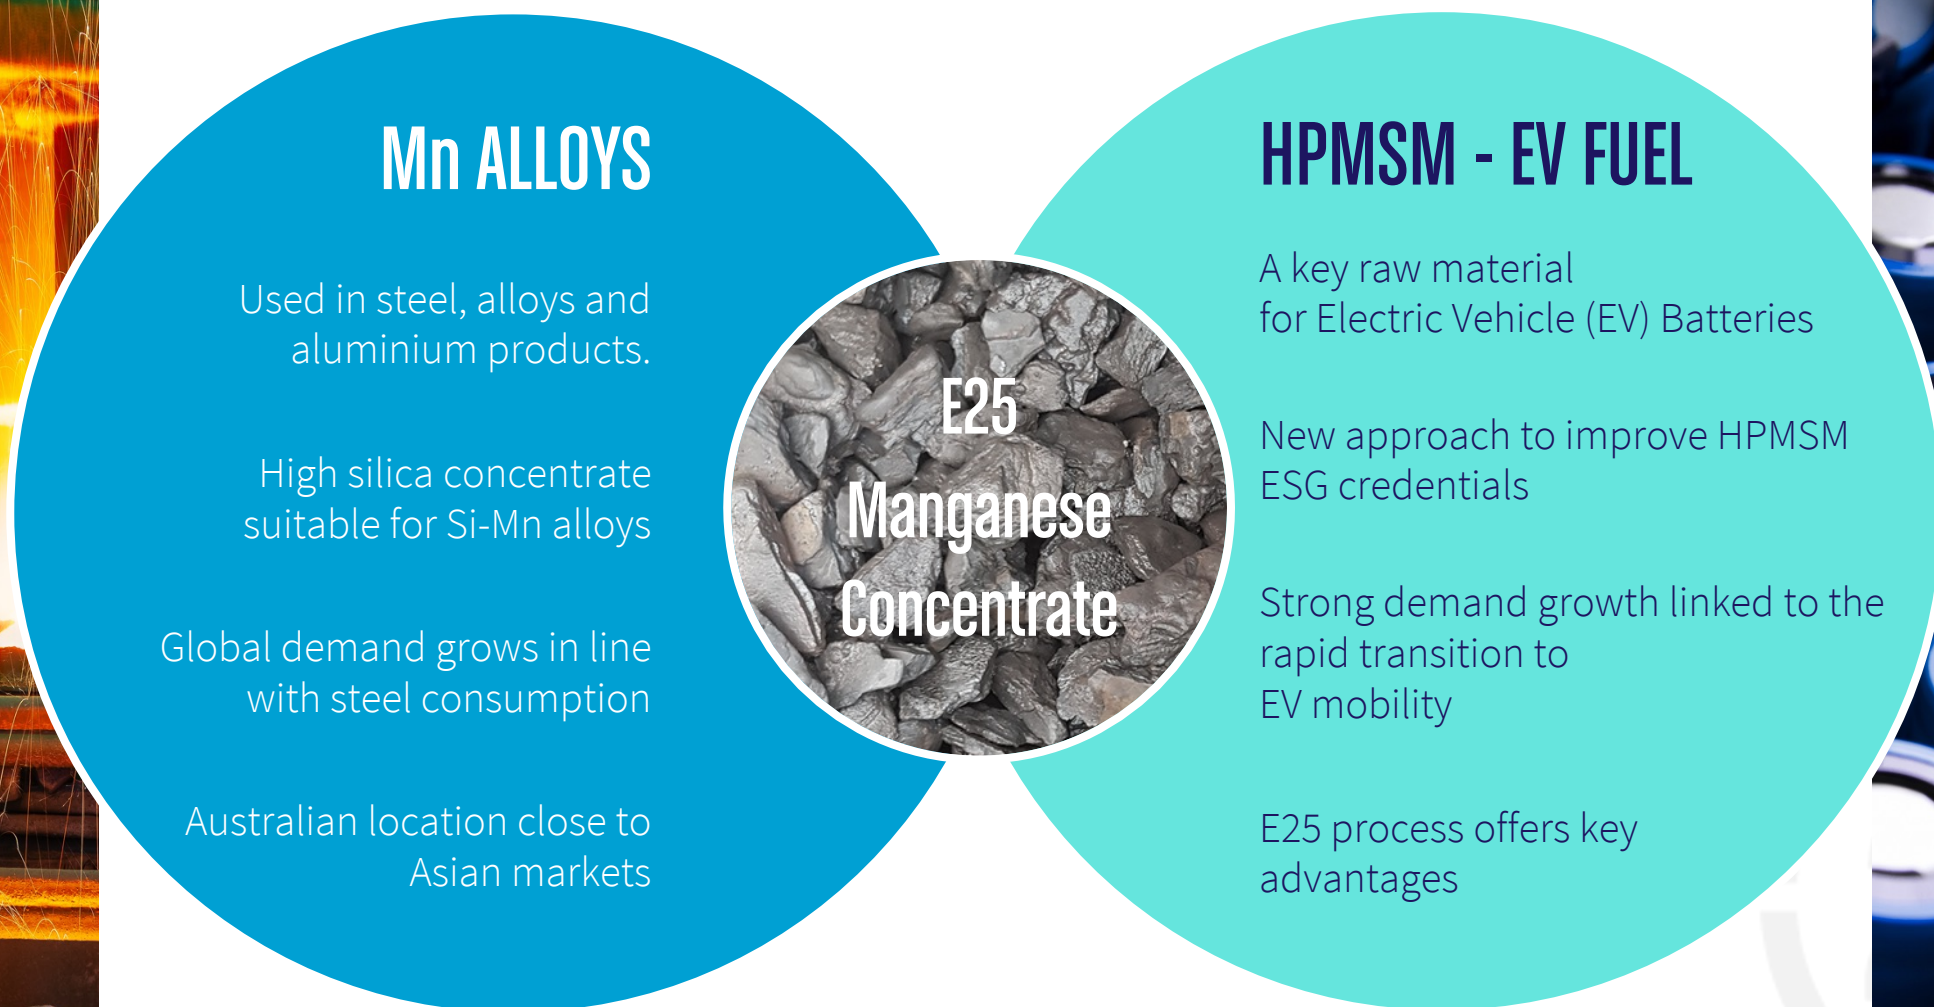 Mn ALLOYS
Used in steel, alloys and
aluminium products.
High silica concentrate
suitable for Si-Mn alloys
Global demand grows in line
with steel consumption
Australian location close to
Asian markets
E25
Manganese
Concentrate
HPMSM - EV FUEL
A key raw material
for Electric Vehicle (EV) Batteries
New approach to improve HPMSM
ESG credentials
Strong demand growth linked to the
rapid transition to
EV mobility
E25 process offers key
advantages